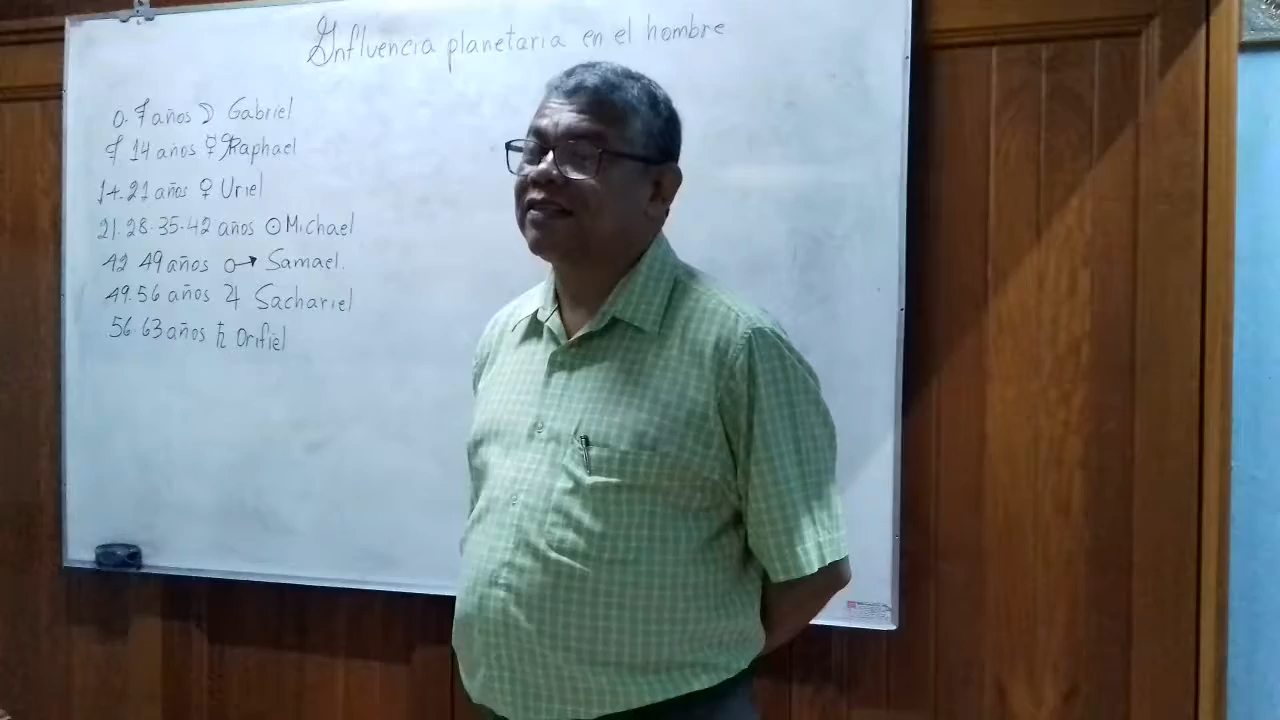 Influencia planetaria en el hombre
0.7 años ☽ Gabriel
7 14 años ☿ Raphael
14.21 años ♀ Uriel
21.28.35.42 años ☉ Michael
42 49 años ♂ Samael.
49.56 años ♃ Sachariel
56.63 años ♄ Orifiel